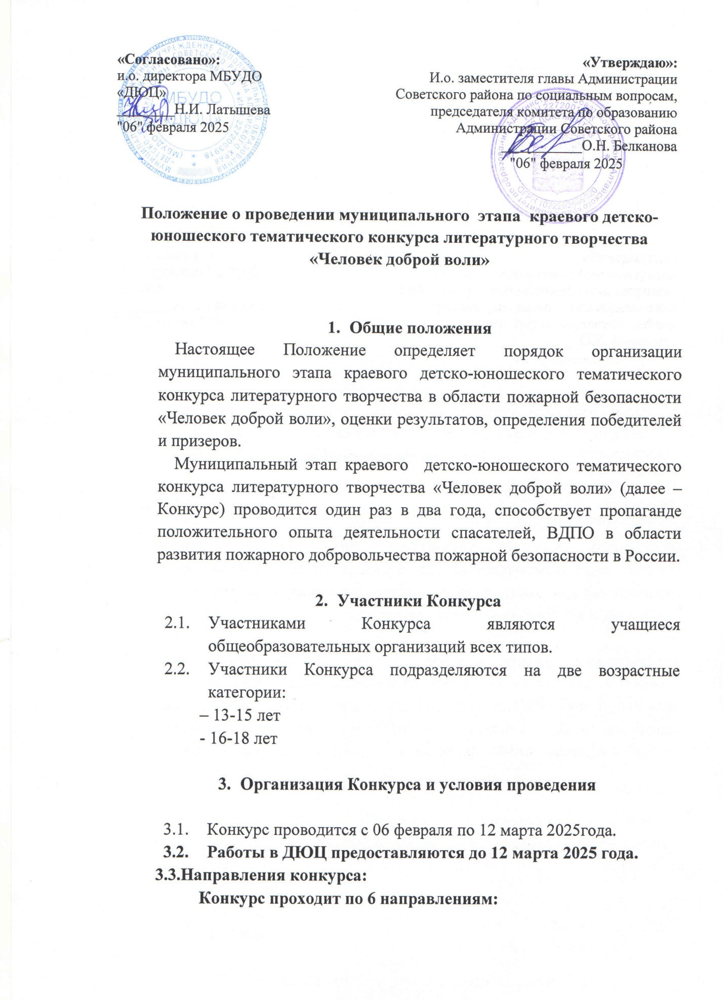 «Согласовано»:
и.о. директора МБУДО
«ДЮЦ»
________Н.И. Латышева
"06" февраля 2025
«Утверждаю»:
И.о. заместителя главы Администрации
Советского района по социальным вопросам,
председателя комитета по образованию
Администрации Советского района
___________О.Н. Белканова
"06" февраля 2025
МБУДО
«ДЮЦ»
Положение о проведении муниципального этапа краевого детско-
юношеского тематического конкурса литературного творчества
«Человек доброй воли»
1. Общие положения
Настоящее Положение определяет порядок организации
муниципального этапа краевого детско-юношеского тематического
конкурса литературного творчества в области пожарной безопасности
«Человек доброй воли», оценки результатов, определения победителей
и призеров.
Муниципальный этап краевого детско-юношеского тематического
конкурса литературного творчества «Человек доброй воли» (далее –
Конкурс) проводится один раз в два года, способствует пропаганде
положительного опыта деятельности спасателей, ВДПО в области
развития пожарного добровольчества пожарной безопасности в России.
2. Участники Конкурса
2.1. Участниками Конкурса являются учащиеся
общеобразовательных организаций всех типов.
2.2. Участники Конкурса подразделяются на две возрастные
категории:
– 13-15 лет
- 16-18 лет
3. Организация Конкурса и условия проведения
3.1. Конкурс проводится с 06 февраля по 12 марта 2025года.
3.2. Работы в ДЮЦ предоставляются до 12 марта 2025 года.
3.3.Направления конкурса:
Конкурс проходит по 6 направлениям: